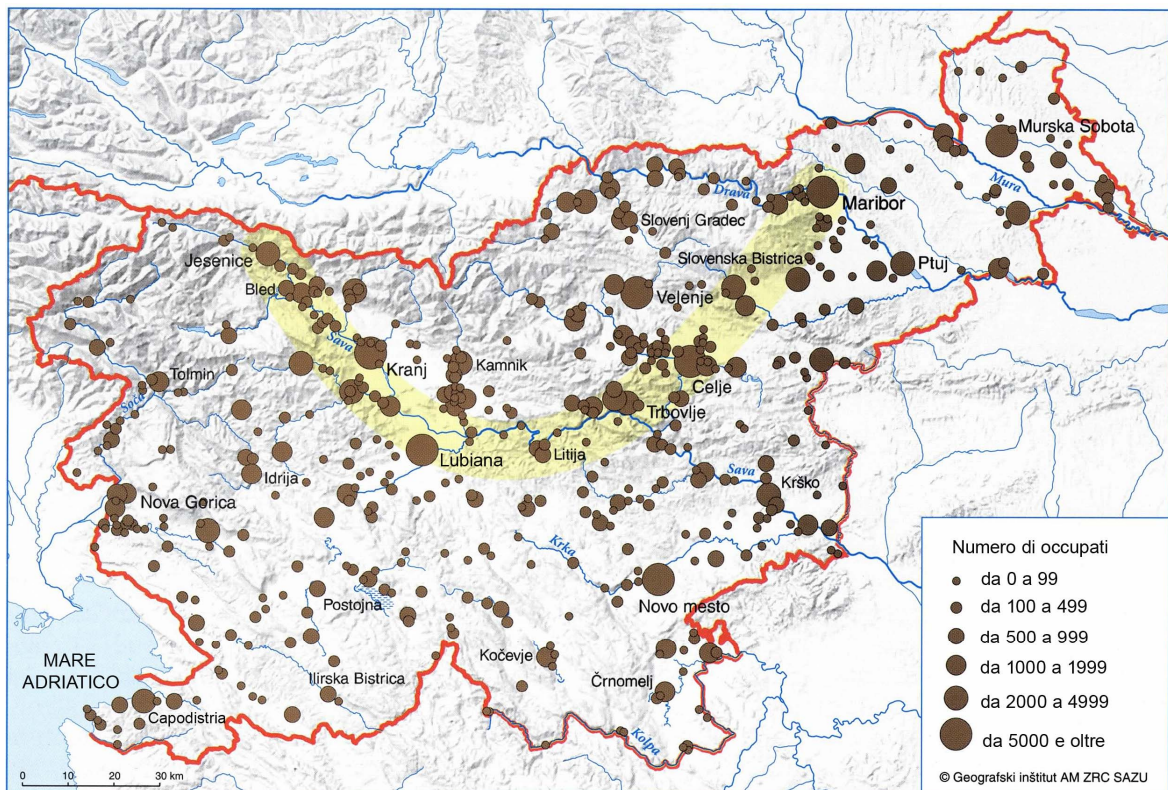 Murska Sobota
Mura
Drava
Maribor
Slovenj Gradec
Jesenice
Slovenska Bistrica
Ptuj
Bled
Velenje
Sava
Kranj
Kamnik
Celje
Tolmin
Soča
Trbovlje
Lubiana
Litija
Idrija
Sava
Krško
Nova Gorica
Krka
Postojna
Novo mesto
MARE
ADRIATICO
Kočevje
Ilirska Bistrica
Črnomelj
Capodistria
Kolpa
0 10 20 30 km
Numero di occupati
da 0 a 99
da 100 a 499
da 500 a 999
da 1000 a 1999
da 2000 a 4999
da 5000 e oltre
© Geografski inštitut AM ZRC SAZU